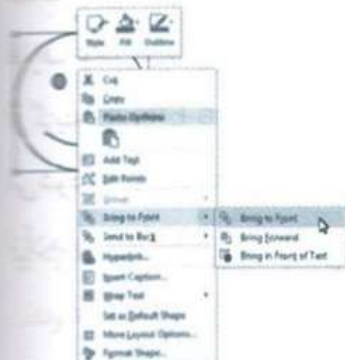 Style Fill Outline
Cut
Copy
Paste Options:
Add Text
Edit Points
Group
Bring to Front
Bring to Front
Send to Back
Bring Forward
Hyperlink...
Bring in Front of Text
Insert Caption...
Wrap Text
Set as Default Shape
More Layout Options...
Format Shape...